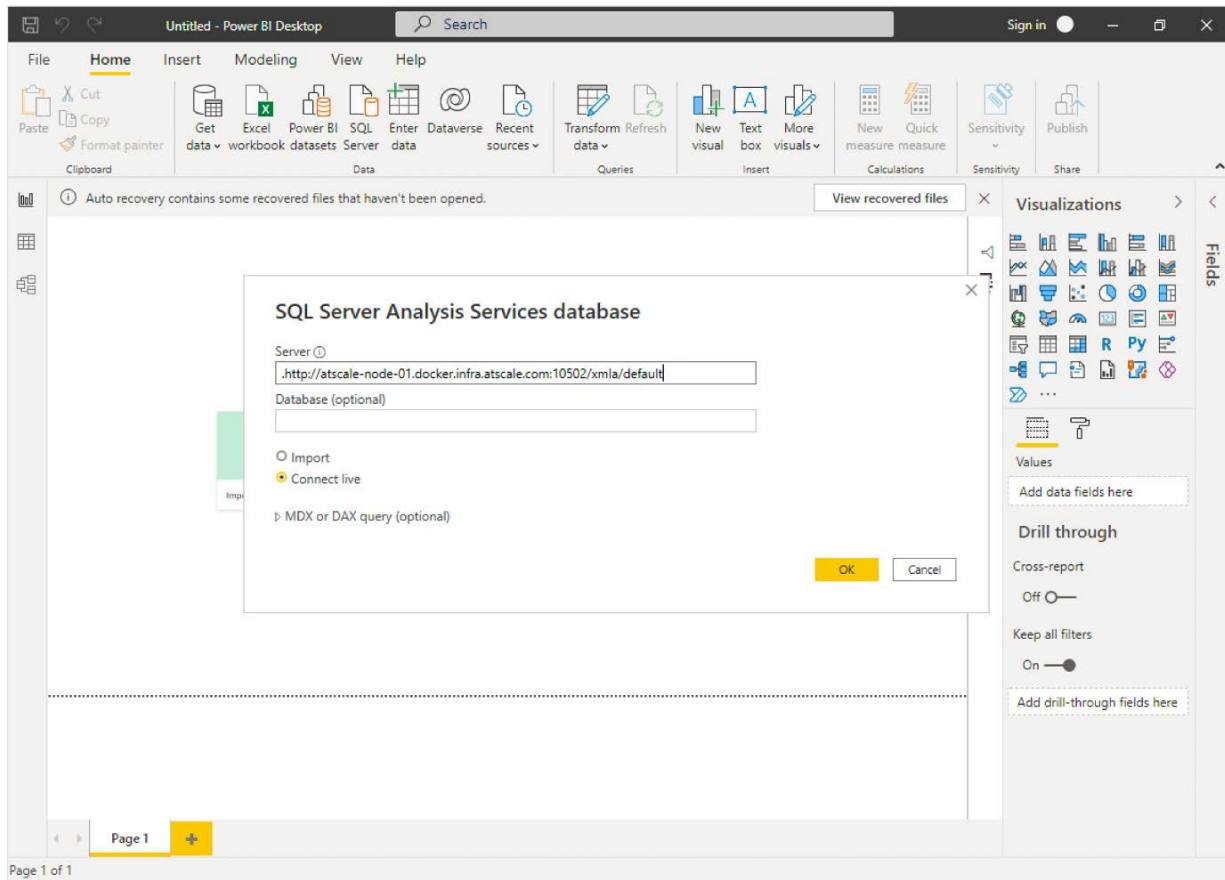 Untitled - Power BI Desktop
Search
Sign in
File Home Insert Modeling View Help
Paste
Cut
Copy
Format painter
Clipboard
Get data
Excel workbook
Power BI datasets
SQL Server
Enter data
Dataverse
Recent sources
Data
Transform data
Refresh
Queries
New visual
Text box
More visuals
Insert
New measure
Quick measure
Calculations
Sensitivity
Sensitivity
Publish
Share
Auto recovery contains some recovered files that haven't been opened.
View recovered files
SQL Server Analysis Services database
Server
.http://atscale-node-01.docker.infra.atscale.com:10502/xmla/default
Database (optional)
Import
Connect live
MDX or DAX query (optional)
OK
Cancel
Visualizations
Fields
123
R
Py
Values
Add data fields here
Drill through
Cross-report
Off
Keep all filters
On
Add drill-through fields here
Page 1
Page 1 of 1